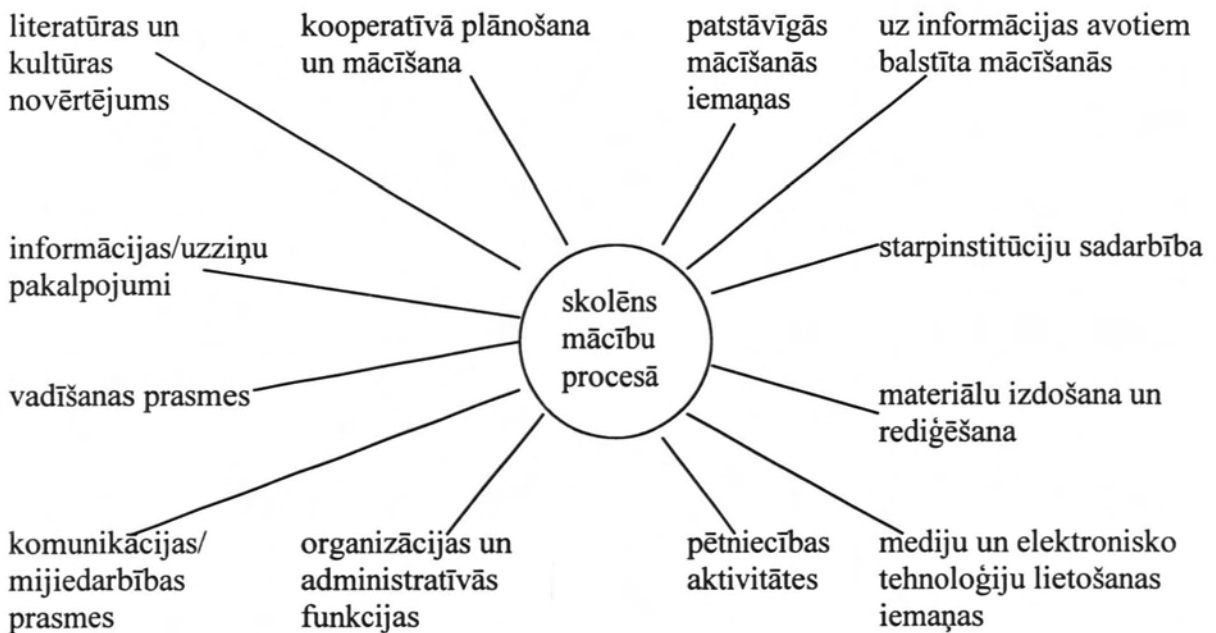 literatūras un
kultūras
novērtējums
kooperatīvā plānošana
un mācīšana
patstāvīgās
mācīšanās
iemaņas
uz informācijas avotiem
balstīta mācīšanās
informācijas/uzziņu
pakalpojumi
skolēns
mācību
procesā
starpinstitūciju sadarbība
vadīšanas prasmes
materiālu izdošana un
rediģēšana
komunikācijas/
mijiedarbības
prasmes
organizācijas un
administratīvās
funkcijas
pētniecības
aktivitātes
mediju un elektronisko
tehnoloģiju lietošanas
iemaņas